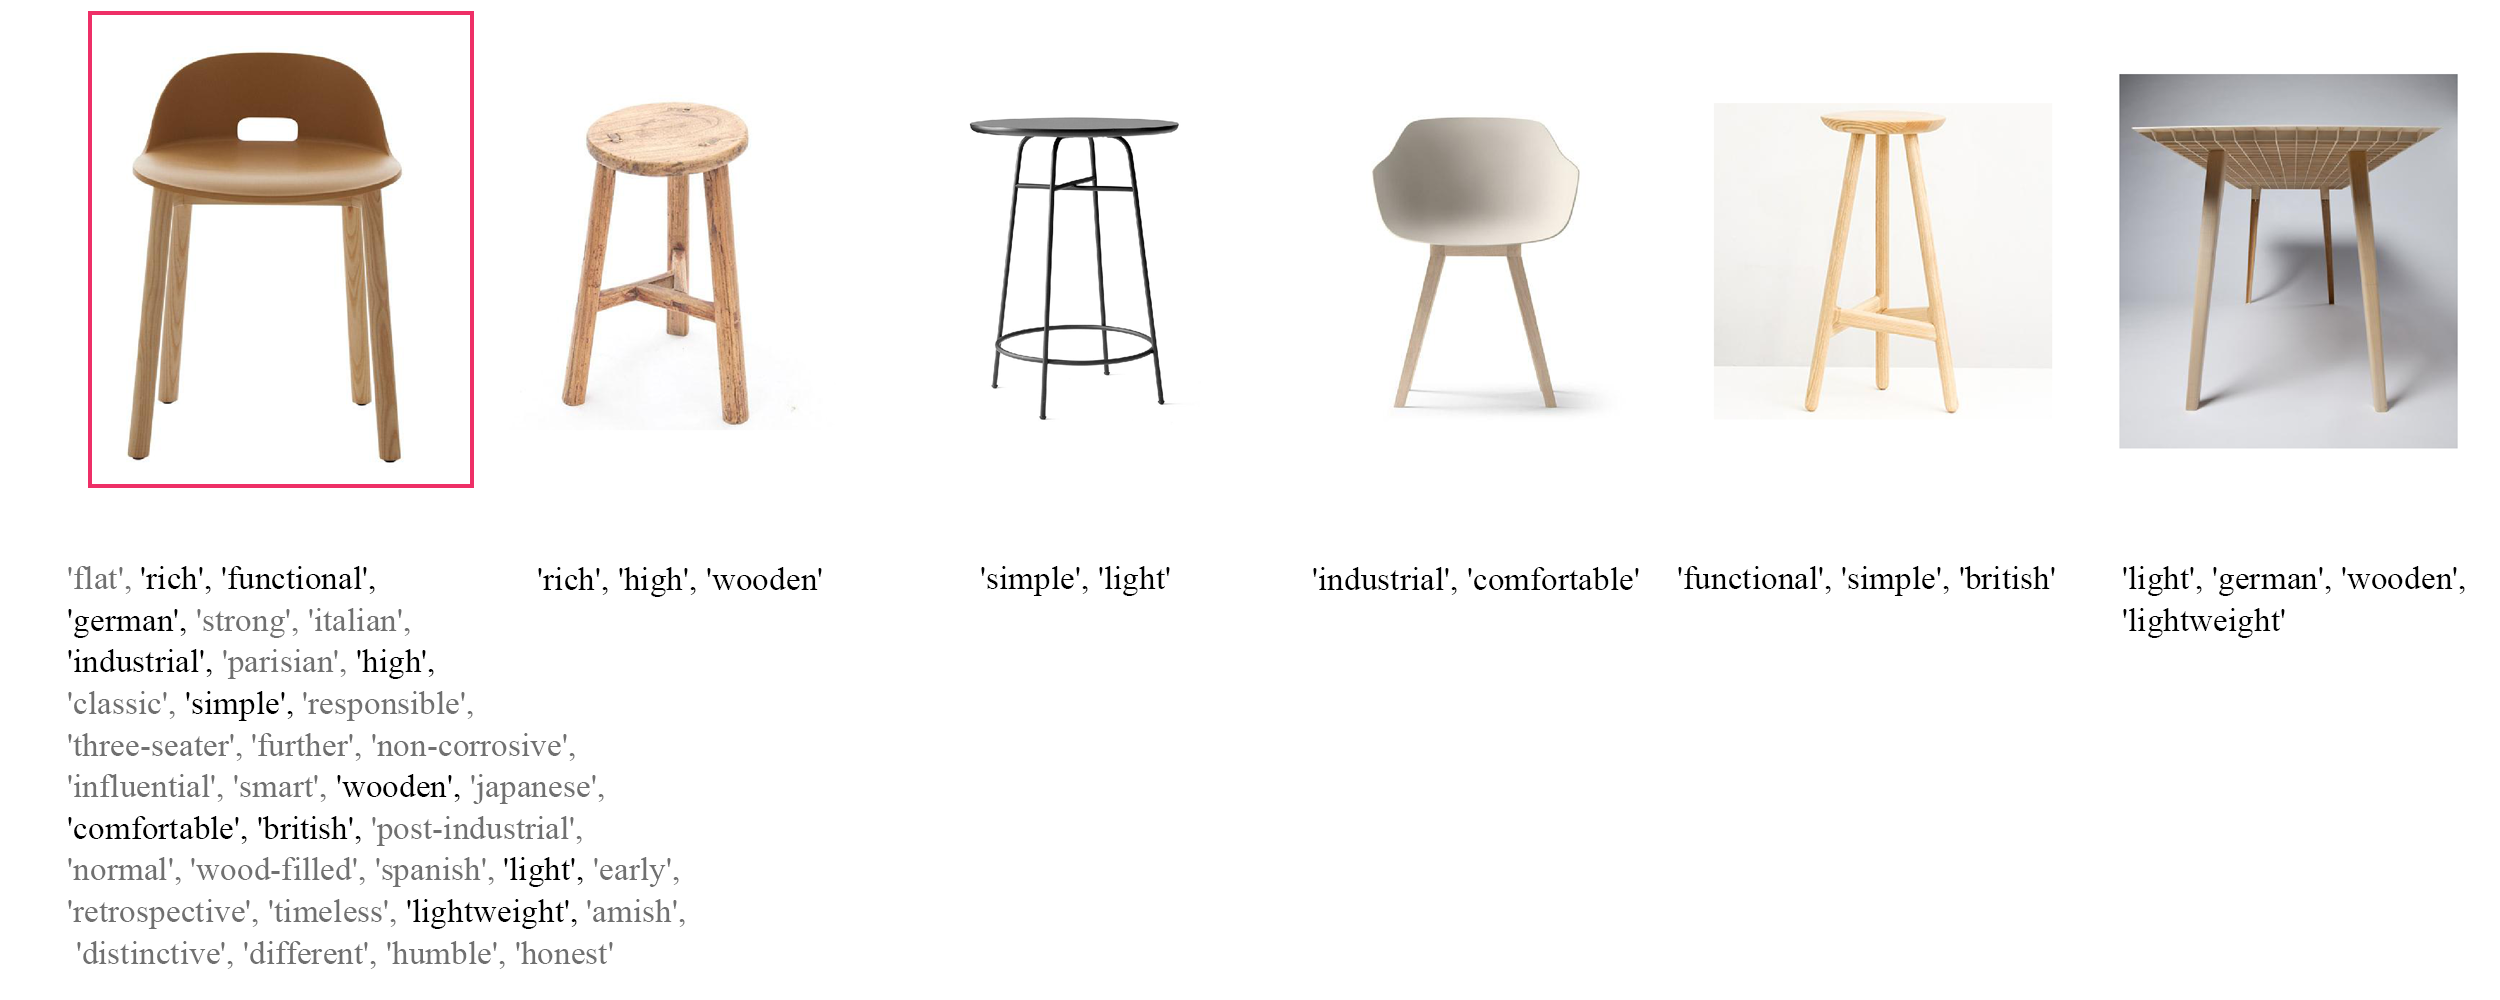 'flat', 'rich', 'functional',
'german', 'strong', 'italian',
'industrial', 'parisian', 'high',
'classic', 'simple', 'responsible',
'three-seater', 'further', 'non-corrosive',
'influential', 'smart', 'wooden', 'japanese',
'comfortable', 'british', 'post-industrial',
'normal', 'wood-filled', 'spanish', 'light', 'early',
'retrospective', 'timeless', 'lightweight', 'amish',
'distinctive', 'different', 'humble', 'honest'
'rich', 'high', 'wooden'
'simple', 'light'
'industrial', 'comfortable'
'functional', 'simple', 'british'
'light', 'german', 'wooden',
'lightweight'